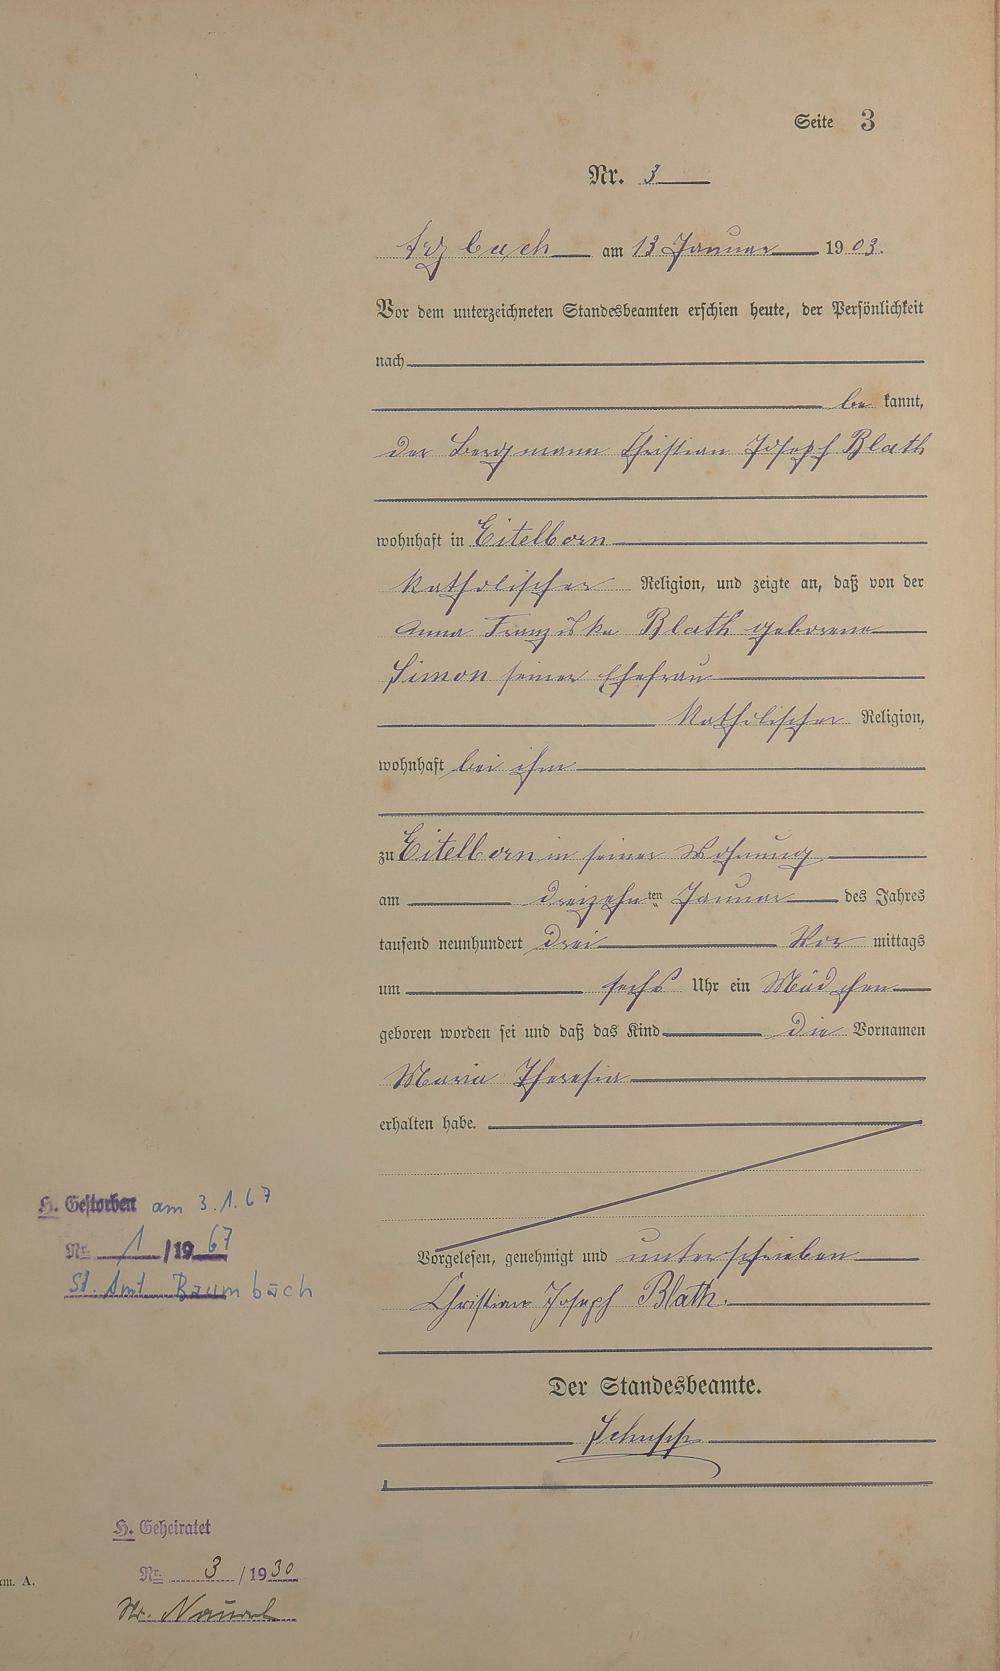 Seite 3
Nr. 3
Arzbach am 13 Januar 1903.
Vor dem unterzeichneten Standesbeamten erschien heute, der Persönlichkeit
nach
be kannt,
der Bergmann Christian Joseph Blath
wohnhaft in Eitelborn
katholischer Religion, und zeigte an, daß von der
Anna Franziska Blath geborene
Simon seiner Ehefrau
katholischer Religion,
wohnhaft bei ihm
zu Eitelborn in seiner Wohnung
am dreizehnten Januar des Jahres
tausend neunhundert drei Vor mittags
um sechs Uhr ein Mädchen
geboren worden sei und daß das Kind die Vornamen
Maria Theresia
erhalten habe.
H. Gestorben am 3.1.67
Nr. 1 /1967
St. Amt Baumbach
Vorgelesen, genehmigt und unterschrieben
Christian Joseph Blath.
Der Standesbeamte.
H. Geheiratet
Nr. 3 /1930
rm. A.